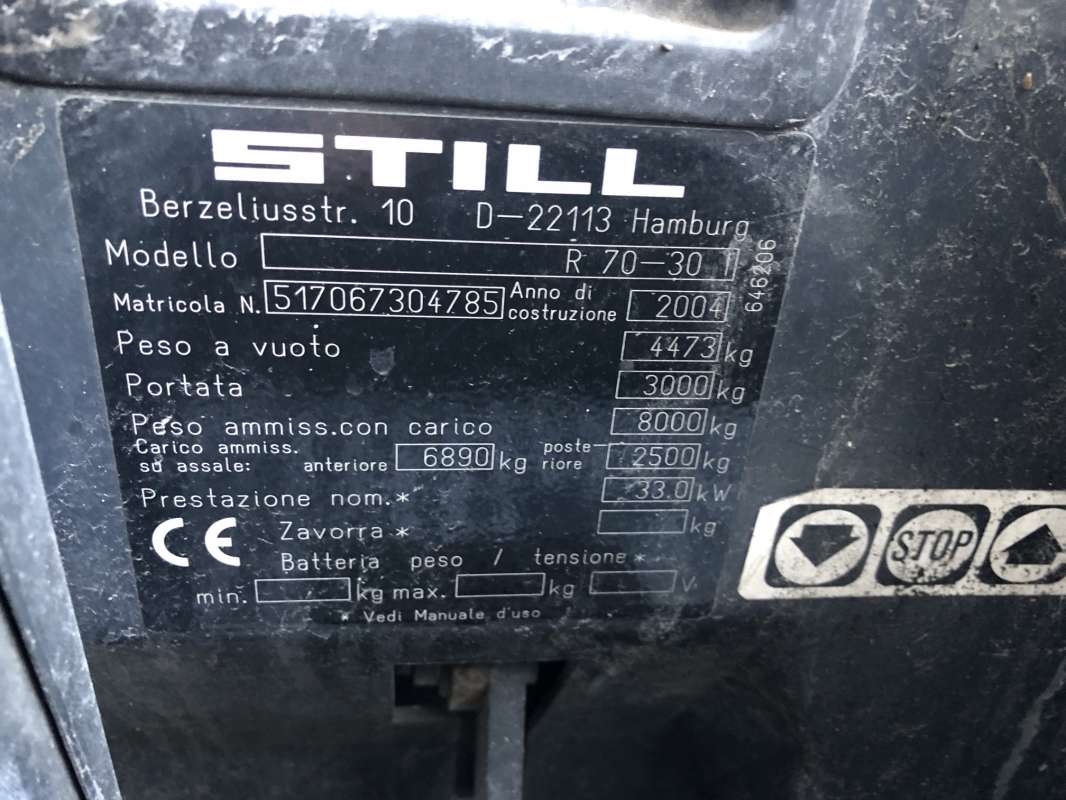 STILL
Berzeliusstr. 10 D-22113 Hamburg
Modello R 70-30 T
Matricola N. 517067304785 Anno di costruzione 2004
646206
Peso a vuoto 4473 kg
Portata 3000 kg
Peso ammiss.con carico 8000 kg
Carico ammiss. su assale: anteriore 6890 kg poste-riore 2500 kg
Prestazione nom.* 33.0 kW
CE
Zavorra * kg
Batteria peso / tensione *
min. kg max. kg V
* Vedi Manuale d'uso
STOP